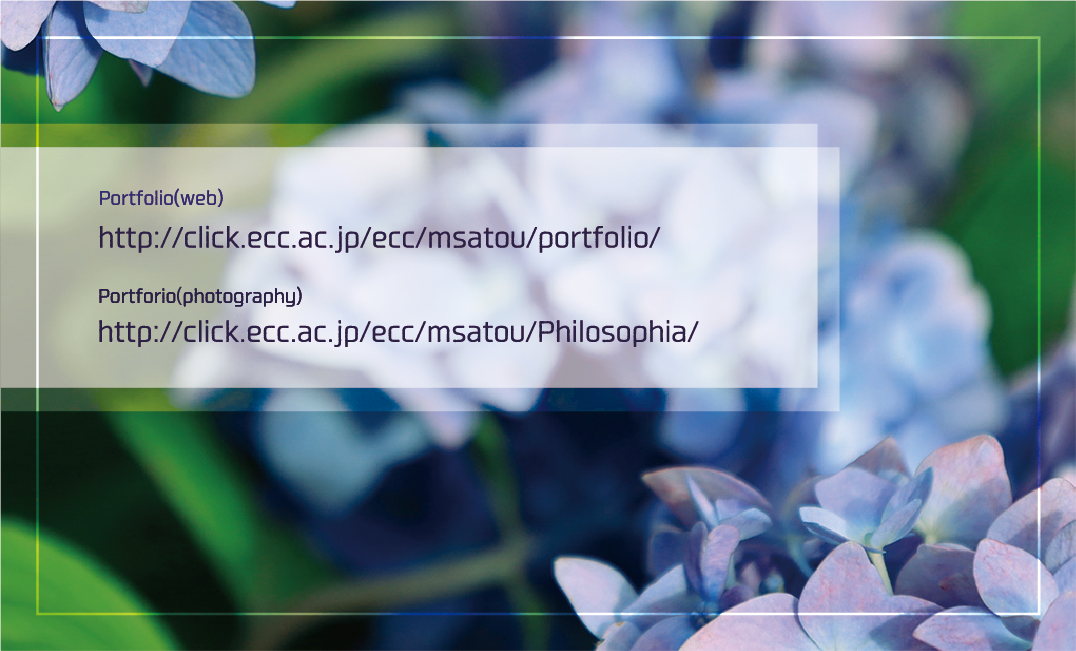 Portfolio(web)
http://click.ecc.ac.jp/ecc/msatou/portfolio/
Portforio(photography)
http://click.ecc.ac.jp/ecc/msatou/Philosophia/